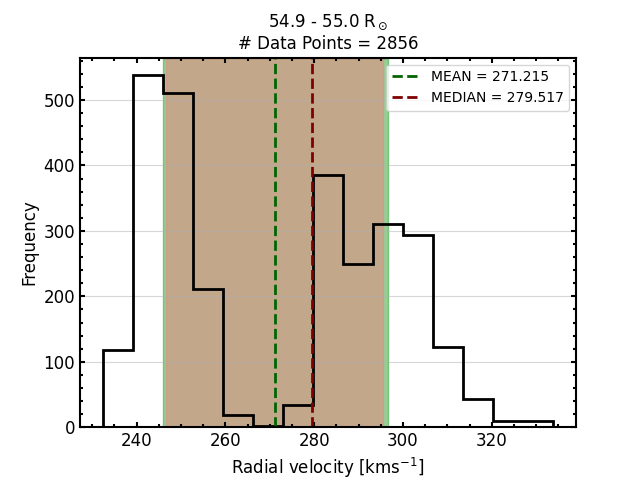 54.9 - 55.0 R⊙
# Data Points = 2856
MEAN = 271.215
MEDIAN = 279.517
Frequency
500
400
300
200
100
0
240 260 280 300 320
Radial velocity [kms⁻¹]